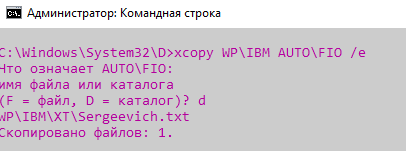 Администратор: Командная строка
C:\Windows\System32\D>xcopy WP\IBM AUTO\FIO /e
Что означает AUTO\FIO:
имя файла или каталога
(F = файл, D = каталог)? d
WP\IBM\XT\Sergeevich.txt
Скопировано файлов: 1.